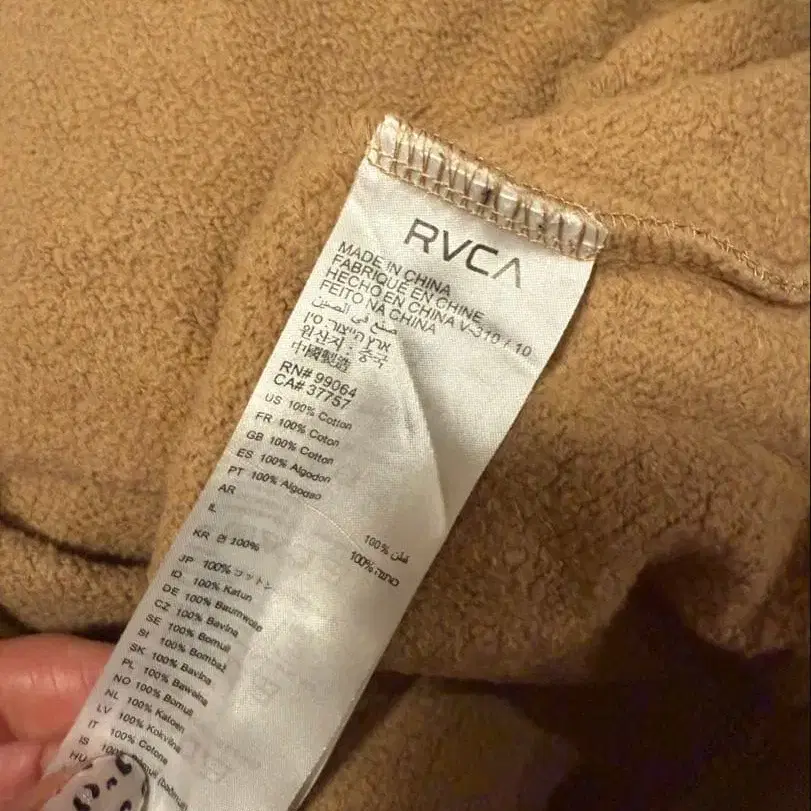 RVCA
MADE IN CHINA
FABRIQUÉ EN CHINE
HECHO EN CHINA V-310 / 10
FEITO NA CHINA
صنع في الصين
ארץ הייצור סין
원산지 : 중국
中國製造
RN# 99064
CA# 37757
US 100% Cotton
FR 100% Coton
GB 100% Cotton
ES 100% Algodon
PT 100% Algodao
AR 100% قطن
IL 100% כותנה
KR 면 100%
JP 100% コットン
ID 100% Katun
DE 100% Baumwolle
CZ 100% Bavlna
SE 100% Bomull
SI 100% Bombaž
SK 100% Bavlna
PL 100% Bawelna
NO 100% Bomull
NL 100% Katoen
LV 100% Kokvilna
IT 100% Cotone
IS 100%
HU